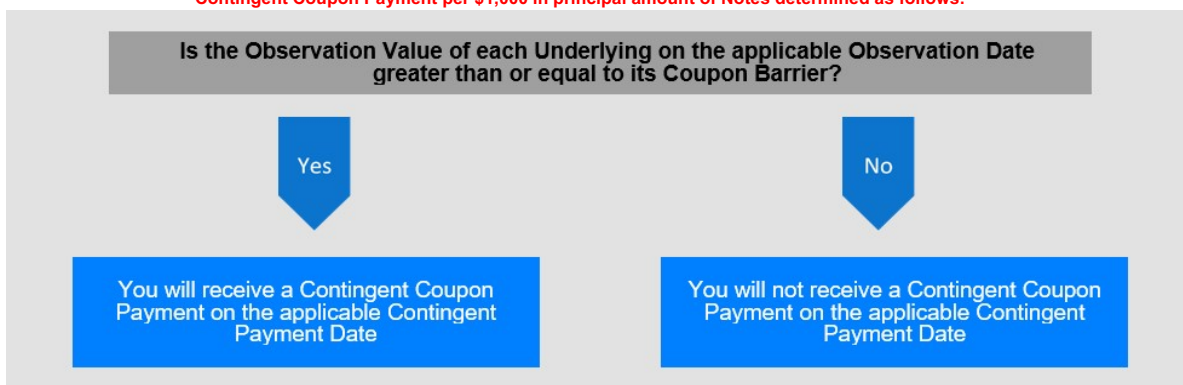 Contingent Coupon Payment per $1,000 in principal amount of Notes determined as follows:
Is the Observation Value of each Underlying on the applicable Observation Date
greater than or equal to its Coupon Barrier?
Yes
No
You will receive a Contingent Coupon
Payment on the applicable Contingent
Payment Date
You will not receive a Contingent Coupon
Payment on the applicable Contingent
Payment Date